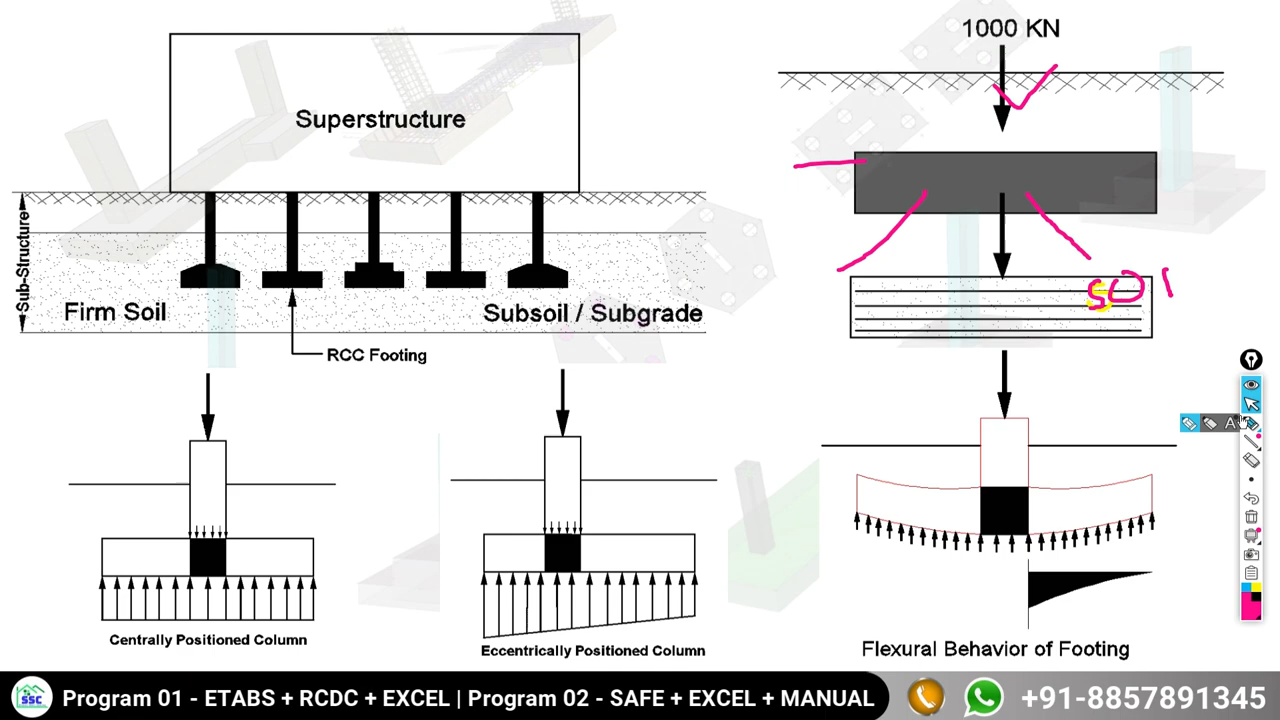 1000 KN
Superstructure
Sub-Structure
Firm Soil
Subsoil / Subgrade
RCC Footing
Centrally Positioned Column
Eccentrically Positioned Column
Flexural Behavior of Footing
SSC
Program 01 - ETABS + RCDC + EXCEL | Program 02 - SAFE + EXCEL + MANUAL
+91-8857891345